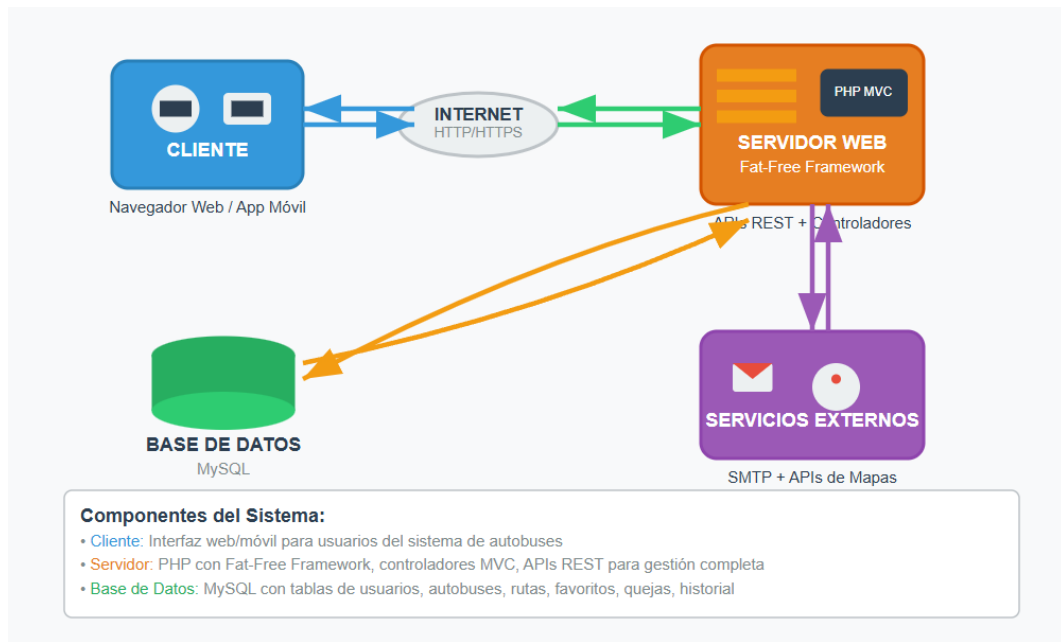 INTERNET
HTTP/HTTPS
CLIENTE
Navegador Web / App Móvil
PHP MVC
SERVIDOR WEB
Fat-Free Framework
APIs REST + Controladores
BASE DE DATOS
MySQL
SERVICIOS EXTERNOS
SMTP + APIs de Mapas
Componentes del Sistema:
• Cliente: Interfaz web/móvil para usuarios del sistema de autobuses
• Servidor: PHP con Fat-Free Framework, controladores MVC, APIs REST para gestión completa
• Base de Datos: MySQL con tablas de usuarios, autobuses, rutas, favoritos, quejas, historial